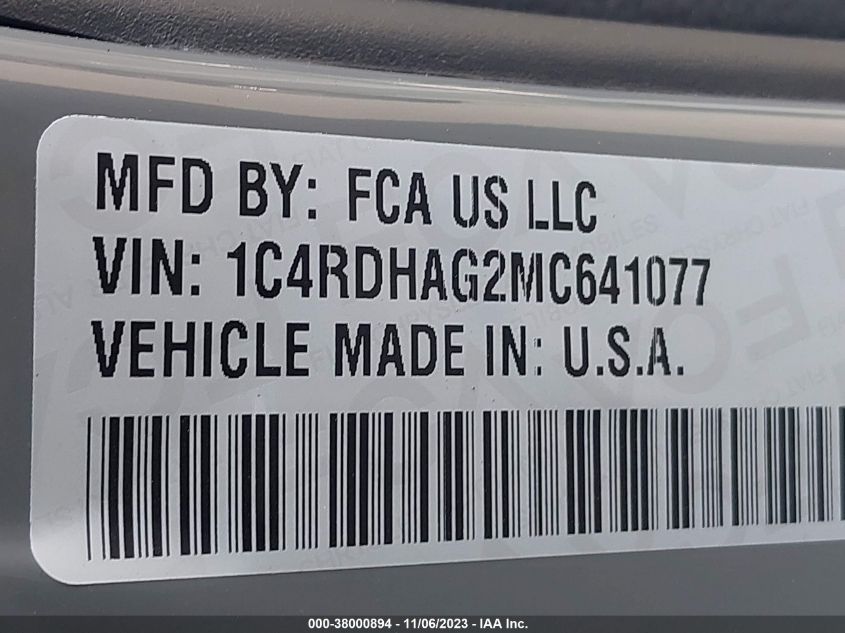 MFD BY: FCA US LLC
VIN: 1C4RDHAG2MC641077
VEHICLE MADE IN: U.S.A.
000-38000894 - 11/06/2023 - IAA Inc.